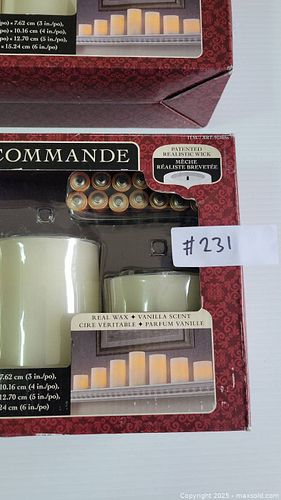 po) • 7.62 cm (3 in./po),
po) • 10.16 cm (4 in./po),
po) • 12.70 cm (5 in./po),
• 15.24 cm (6 in./po)
COMMANDE
PATENTED
REALISTIC WICK
MÈCHE
RÉALISTE BREVETÉE
#231
REAL WAX ✦ VANILLA SCENT
CIRE VÉRITABLE ✦ PARFUM VANILLE
7.62 cm (3 in./po),
10.16 cm (4 in./po),
12.70 cm (5 in./po),
24 cm (6 in./po)
Copyright 2025 - maxsold.com